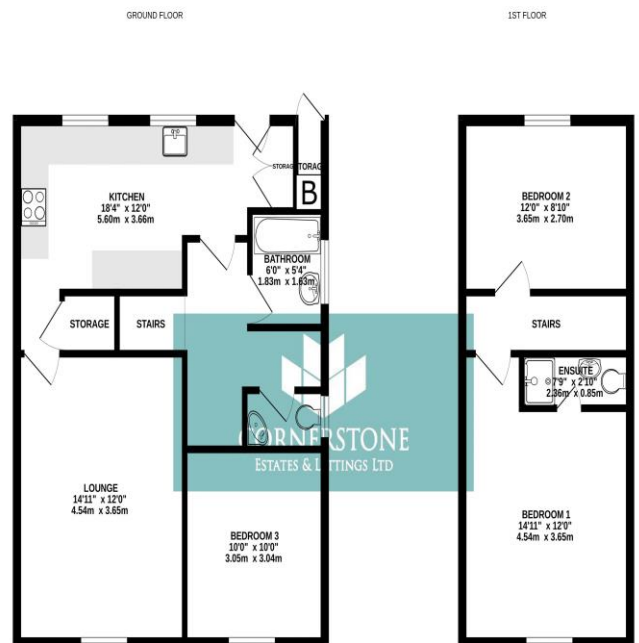 GROUND FLOOR
1ST FLOOR
STORAGE
STORAGE
B
KITCHEN
18'4" x 12'0"
5.60m x 3.66m
BATHROOM
6'0" x 5'4"
1.83m x 1.63m
STORAGE
STAIRS
CORNERSTONE
ESTATES & LETTINGS LTD
LOUNGE
14'11" x 12'0"
4.54m x 3.65m
BEDROOM 3
10'0" x 10'0"
3.05m x 3.04m
BEDROOM 2
12'0" x 8'10"
3.65m x 2.70m
STAIRS
ENSUITE
7'9" x 2'10"
2.36m x 0.85m
BEDROOM 1
14'11" x 12'0"
4.54m x 3.65m